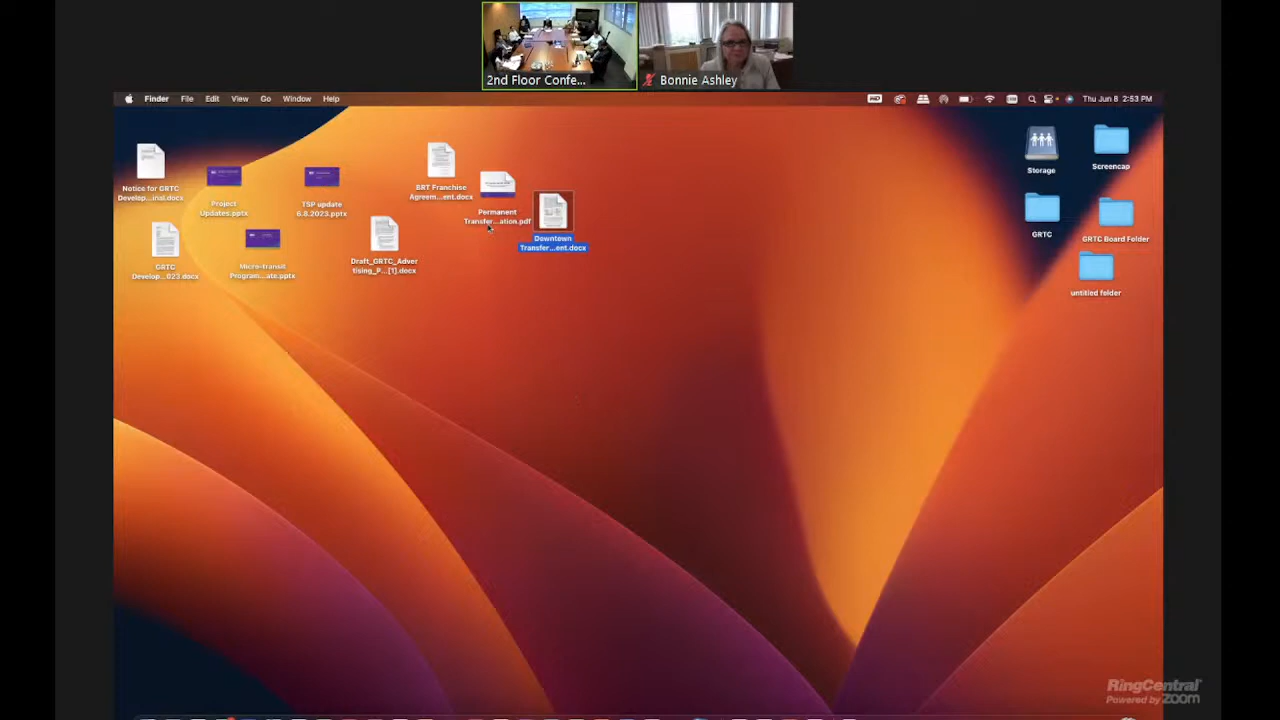 2nd Floor Confe...
Bonnie Ashley
Finder File Edit View Go Window Help
Thu Jun 8 2:53 PM
Notice for GRTC
Develop...inal.docx
Project
Updates.pptx
TSP update
6.8.2023.pptx
BRT Franchise
Agreem...ent.docx
Permanent
Transfer...ation.pdf
Downtown
Transfer...ent.docx
GRTC
Develop...023.docx
Micro-transit
Program...ate.pptx
Draft_GRTC_Adver
tising_P...[1].docx
Storage
Screencap
GRTC
GRTC Board Folder
untitled folder
RingCentral
Powered by zoom